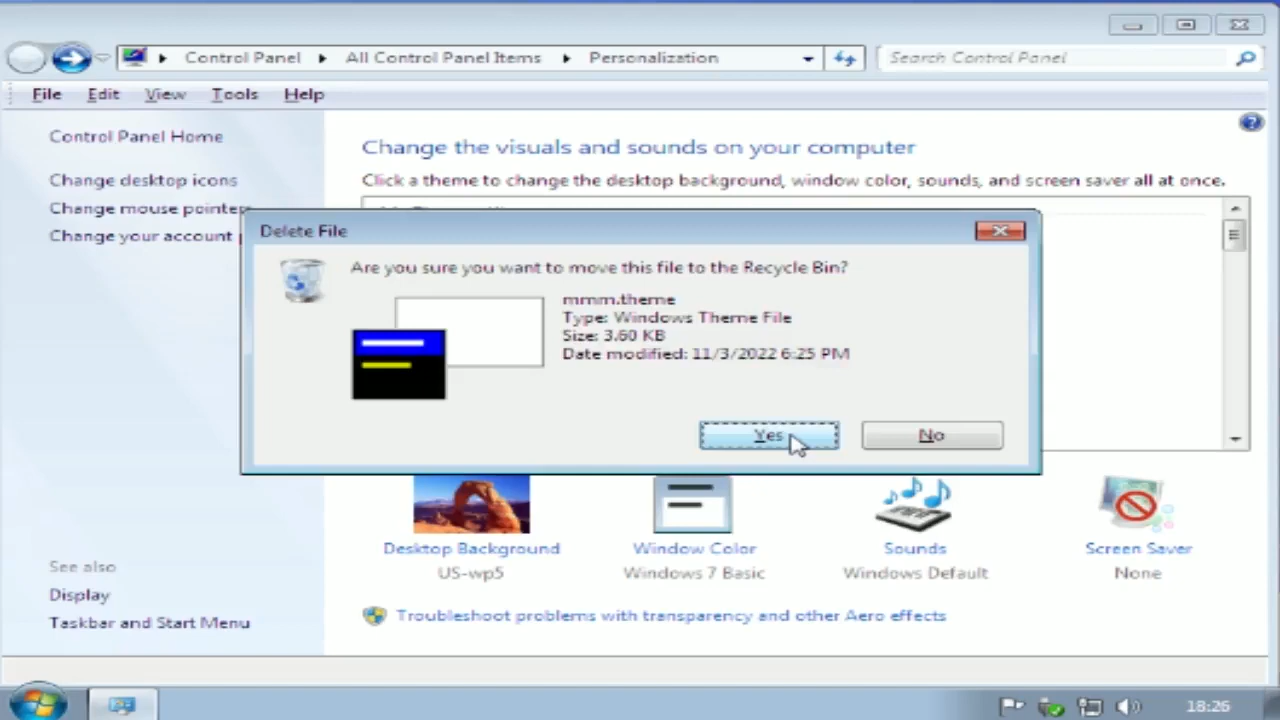 Control Panel All Control Panel Items Personalization Search Control Panel
File Edit View Tools Help
Control Panel Home
Change the visuals and sounds on your computer
Change desktop icons
Click a theme to change the desktop background, window color, sounds, and screen saver all at once.
Change mouse pointers
Change your account
Delete File
Are you sure you want to move this file to the Recycle Bin?
mmm.theme
Type: Windows Theme File
Size: 3.60 KB
Date modified: 11/3/2022 6:25 PM
Yes No
Desktop Background Window Color Sounds Screen Saver
US-wp5 Windows 7 Basic Windows Default None
See also
Display
Taskbar and Start Menu
Troubleshoot problems with transparency and other Aero effects
18:26